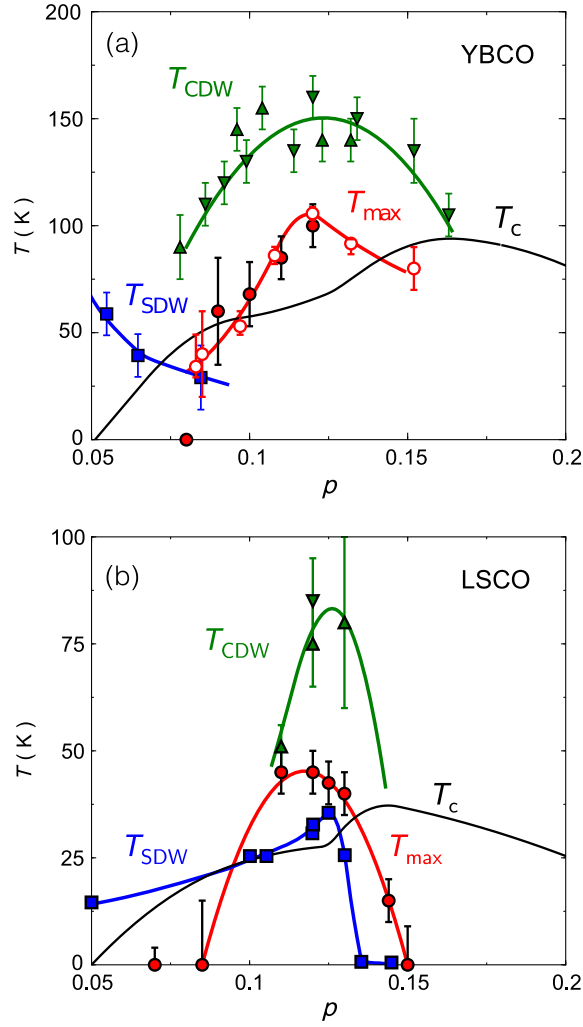 200
(a)
YBCO
T_CDW
150
T_max
T_c
T (K)
100
T_SDW
50
0
0.05
0.1
0.15
0.2
p
100
(b)
LSCO
75
T_CDW
T (K)
50
T_c
T_SDW
T_max
25
0
0.05
0.1
0.15
0.2
p